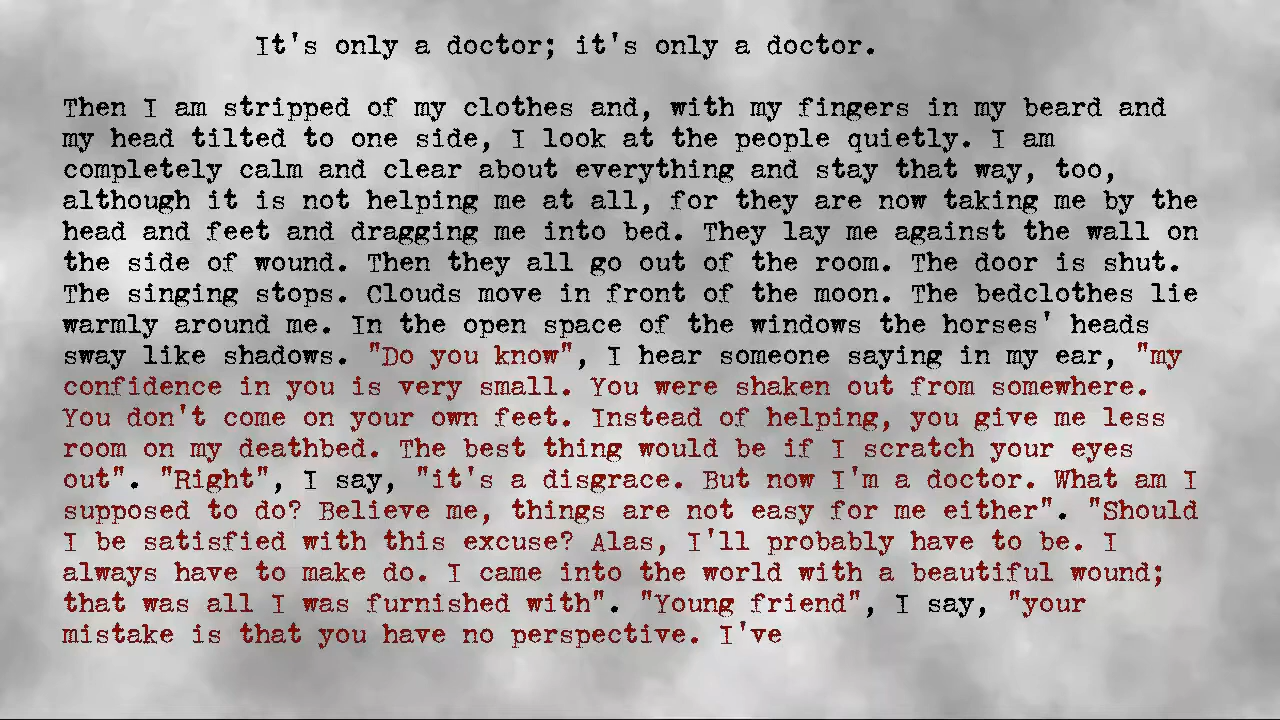 It's only a doctor; it's only a doctor.
Then I am stripped of my clothes and, with my fingers in my beard and
my head tilted to one side, I look at the people quietly. I am
completely calm and clear about everything and stay that way, too,
although it is not helping me at all, for they are now taking me by the
head and feet and dragging me into bed. They lay me against the wall on
the side of wound. Then they all go out of the room. The door is shut.
The singing stops. Clouds move in front of the moon. The bedclothes lie
warmly around me. In the open space of the windows the horses' heads
sway like shadows. "Do you know", I hear someone saying in my ear, "my
confidence in you is very small. You were shaken out from somewhere.
You don't come on your own feet. Instead of helping, you give me less
room on my deathbed. The best thing would be if I scratch your eyes
out". "Right", I say, "it's a disgrace. But now I'm a doctor. What am I
supposed to do? Believe me, things are not easy for me either". "Should
I be satisfied with this excuse? Alas, I'll probably have to be. I
always have to make do. I came into the world with a beautiful wound;
that was all I was furnished with". "Young friend", I say, "your
mistake is that you have no perspective. I've